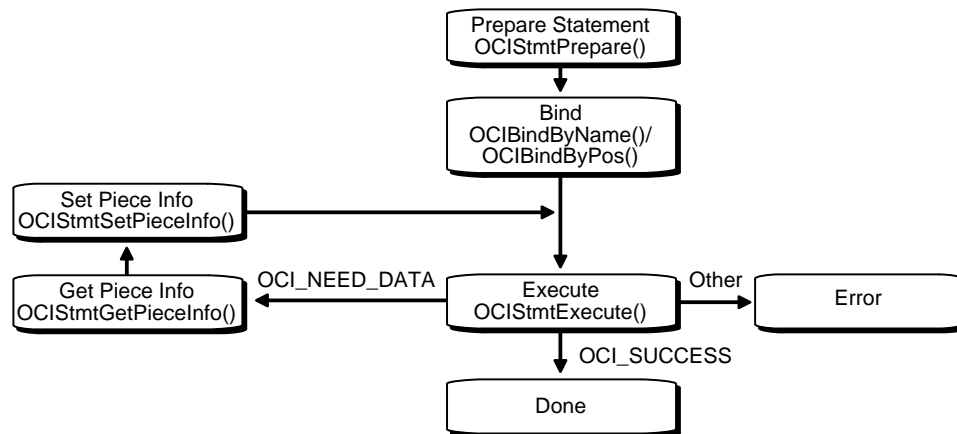 Prepare Statement
OCIStmtPrepare()
Bind
OCIBindByName()/
OCIBindByPos()
Set Piece Info
OCIStmtSetPieceInfo()
OCI_NEED_DATA
Get Piece Info
OCIStmtGetPieceInfo()
Execute
OCIStmtExecute()
Other
Error
OCI_SUCCESS
Done